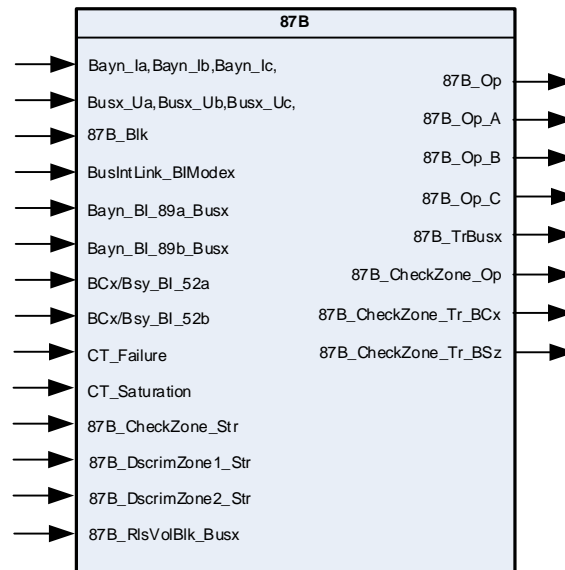 87B
Bayn_Ia,Bayn_Ib,Bayn_Ic,
Busx_Ua,Busx_Ub,Busx_Uc,
87B_Blk
BusIntLink_BIModex
Bayn_BI_89a_Busx
Bayn_BI_89b_Busx
BCx/Bsy_BI_52a
BCx/Bsy_BI_52b
CT_Failure
CT_Saturation
87B_CheckZone_Str
87B_DscrimZone1_Str
87B_DscrimZone2_Str
87B_RlsVolBlk_Busx
87B_Op
87B_Op_A
87B_Op_B
87B_Op_C
87B_TrBusx
87B_CheckZone_Op
87B_CheckZone_Tr_BCx
87B_CheckZone_Tr_BSz